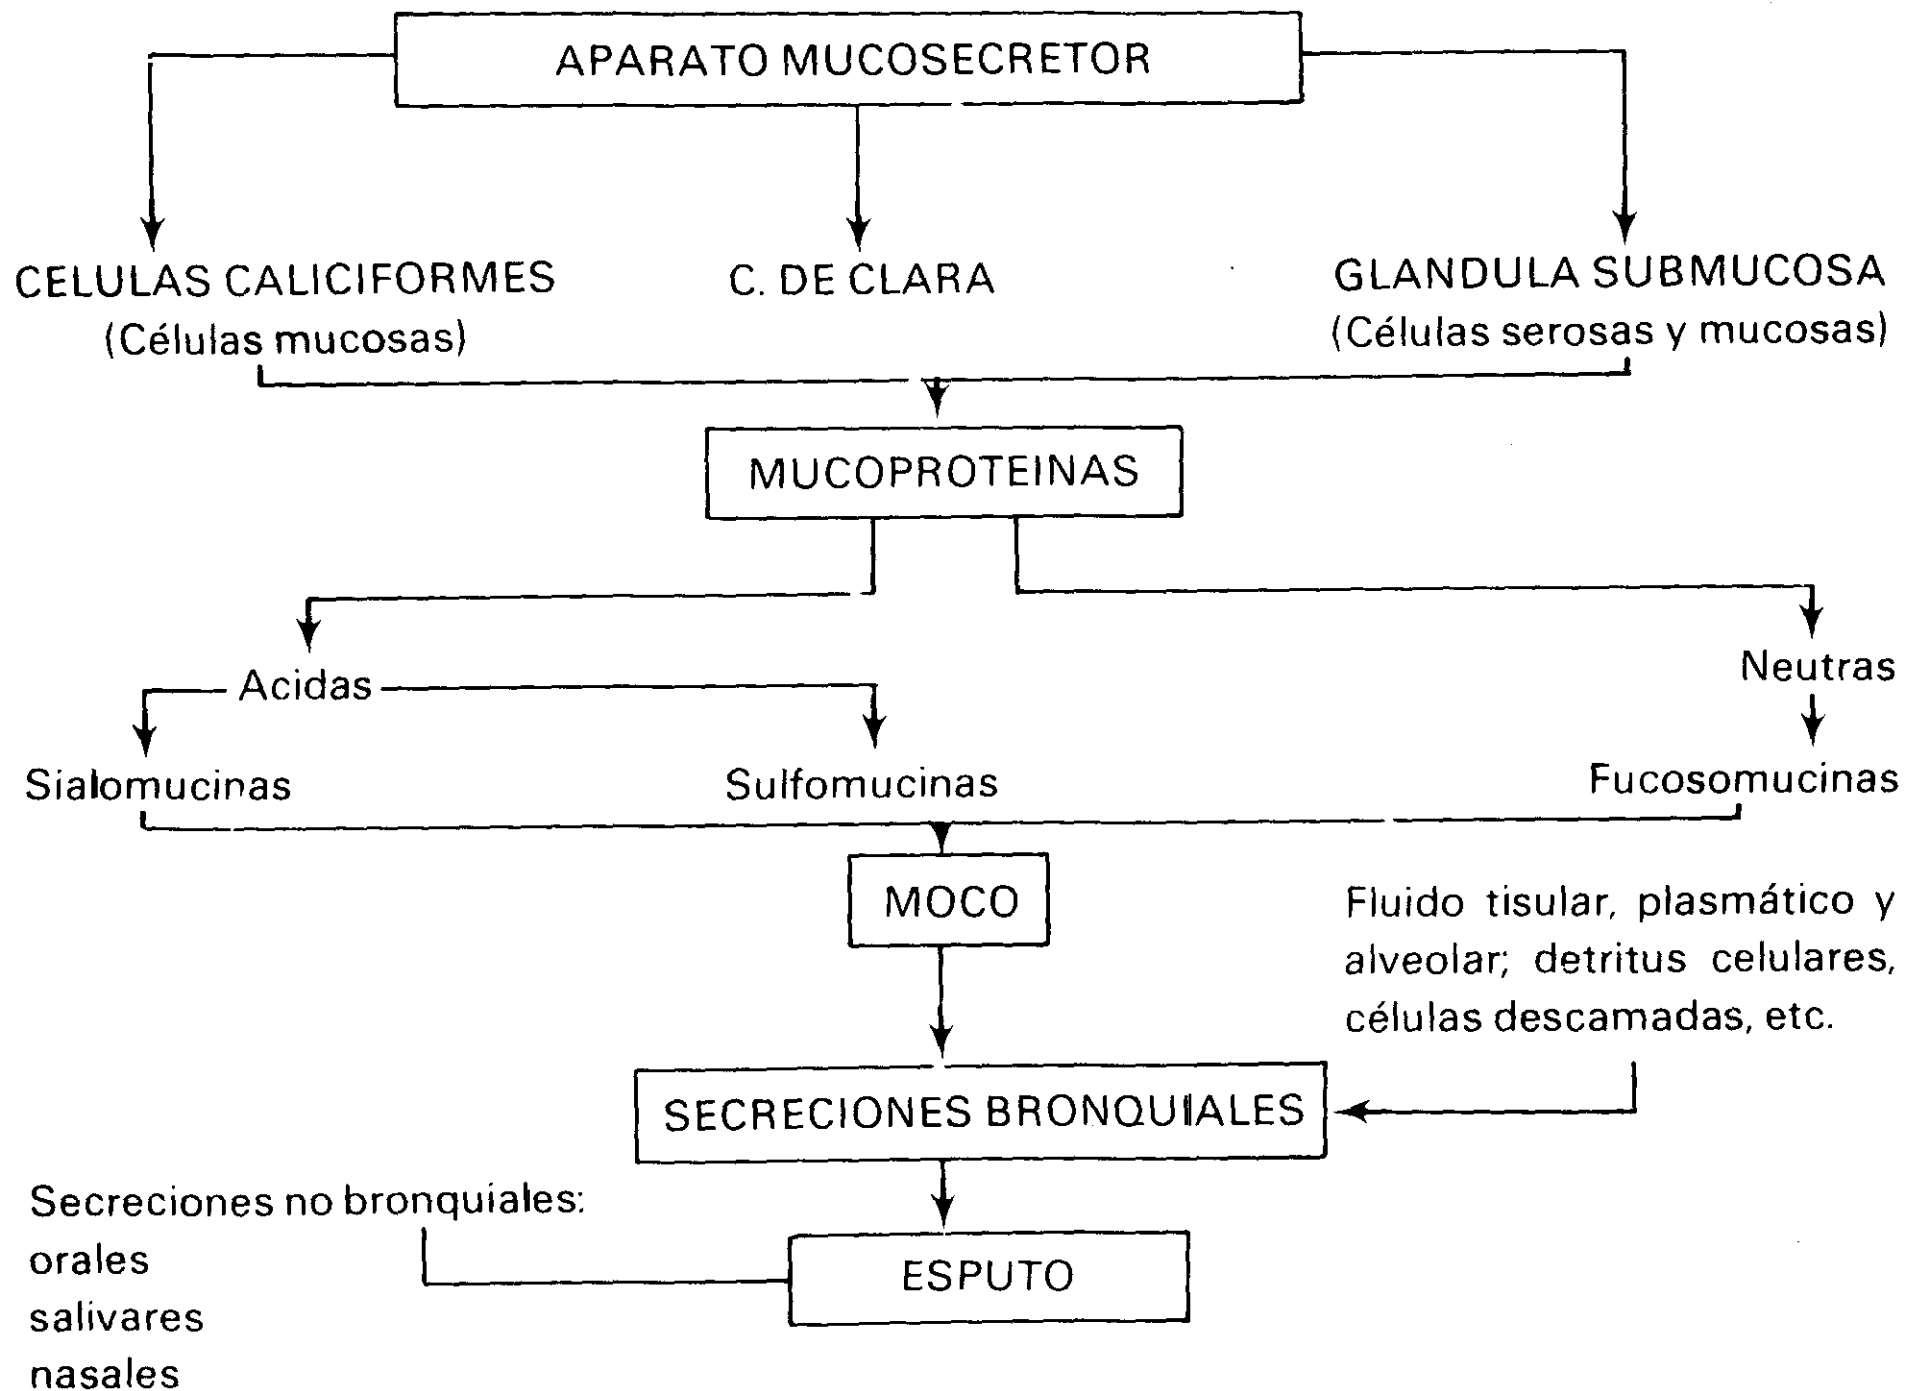 APARATO MUCOSECRETOR
CELULAS CALICIFORMES
(Células mucosas)
C. DE CLARA
GLANDULA SUBMUCOSA
(Células serosas y mucosas)
MUCOPROTEINAS
Acidas
Neutras
Sialomucinas
Sulfomucinas
Fucosomucinas
MOCO
Fluido tisular, plasmático y
alveolar; detritus celulares,
células descamadas, etc.
SECRECIONES BRONQUIALES
Secreciones no bronquiales:
orales
salivares
nasales
ESPUTO